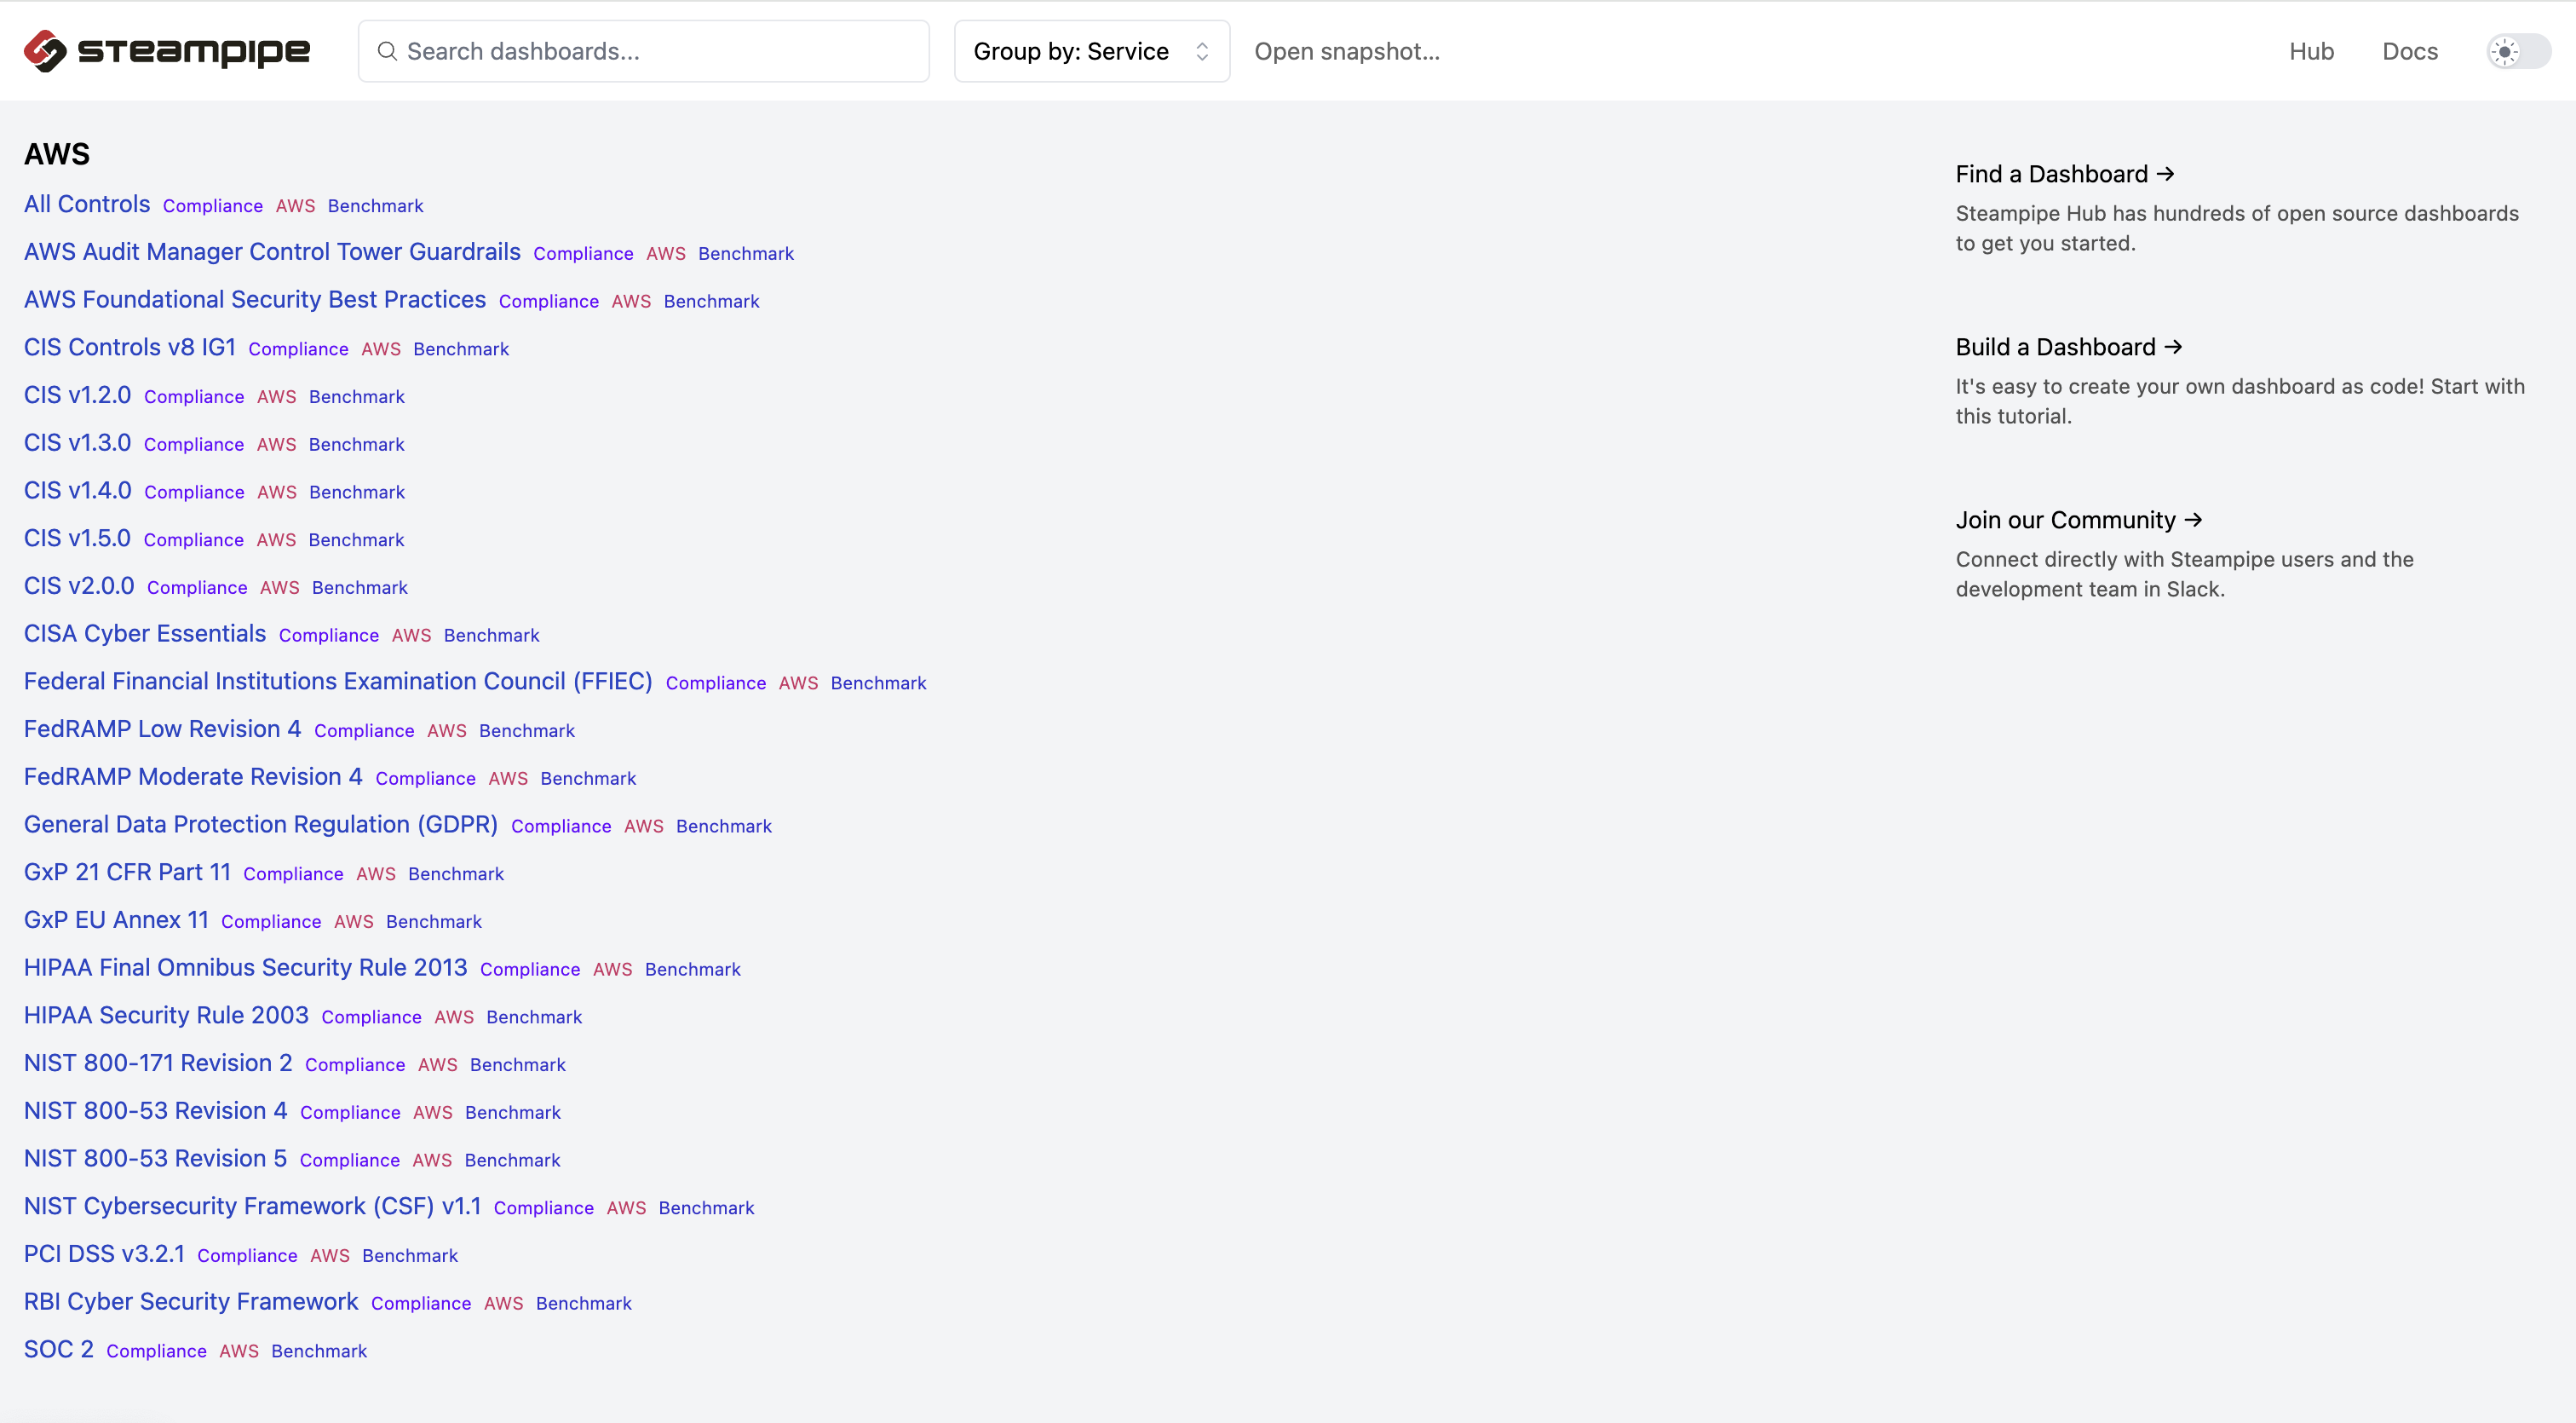 steampipe Search dashboards... Group by: Service Open snapshot... Hub Docs
AWS
All Controls Compliance AWS Benchmark
AWS Audit Manager Control Tower Guardrails Compliance AWS Benchmark
AWS Foundational Security Best Practices Compliance AWS Benchmark
CIS Controls v8 IG1 Compliance AWS Benchmark
CIS v1.2.0 Compliance AWS Benchmark
CIS v1.3.0 Compliance AWS Benchmark
CIS v1.4.0 Compliance AWS Benchmark
CIS v1.5.0 Compliance AWS Benchmark
CIS v2.0.0 Compliance AWS Benchmark
CISA Cyber Essentials Compliance AWS Benchmark
Federal Financial Institutions Examination Council (FFIEC) Compliance AWS Benchmark
FedRAMP Low Revision 4 Compliance AWS Benchmark
FedRAMP Moderate Revision 4 Compliance AWS Benchmark
General Data Protection Regulation (GDPR) Compliance AWS Benchmark
GxP 21 CFR Part 11 Compliance AWS Benchmark
GxP EU Annex 11 Compliance AWS Benchmark
HIPAA Final Omnibus Security Rule 2013 Compliance AWS Benchmark
HIPAA Security Rule 2003 Compliance AWS Benchmark
NIST 800-171 Revision 2 Compliance AWS Benchmark
NIST 800-53 Revision 4 Compliance AWS Benchmark
NIST 800-53 Revision 5 Compliance AWS Benchmark
NIST Cybersecurity Framework (CSF) v1.1 Compliance AWS Benchmark
PCI DSS v3.2.1 Compliance AWS Benchmark
RBI Cyber Security Framework Compliance AWS Benchmark
SOC 2 Compliance AWS Benchmark
Find a Dashboard →
Steampipe Hub has hundreds of open source dashboards
to get you started.
Build a Dashboard →
It's easy to create your own dashboard as code! Start with
this tutorial.
Join our Community →
Connect directly with Steampipe users and the
development team in Slack.